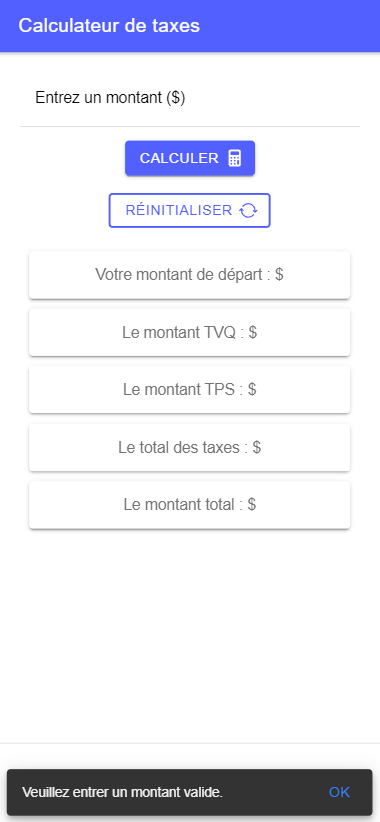 Calculateur de taxes
Entrez un montant ($)
CALCULER
RÉINITIALISER
Votre montant de départ : $
Le montant TVQ : $
Le montant TPS : $
Le total des taxes : $
Le montant total : $
Veuillez entrer un montant valide. OK